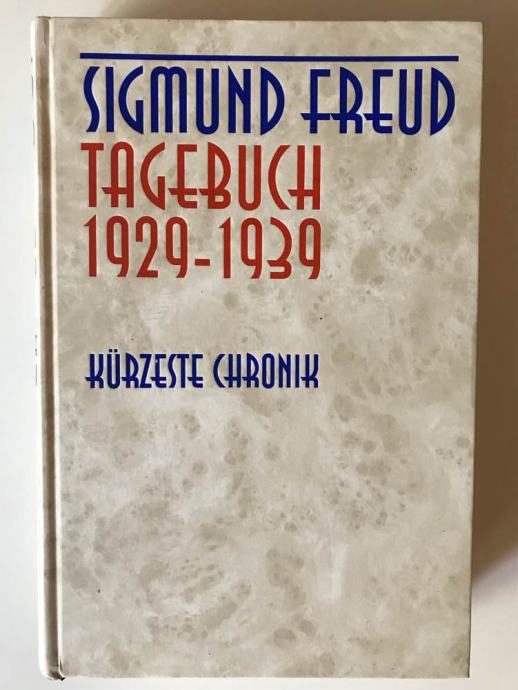 SIGMUND FREUD
TAGEBUCH
1929-1939
KÜRZESTE CHRONIK